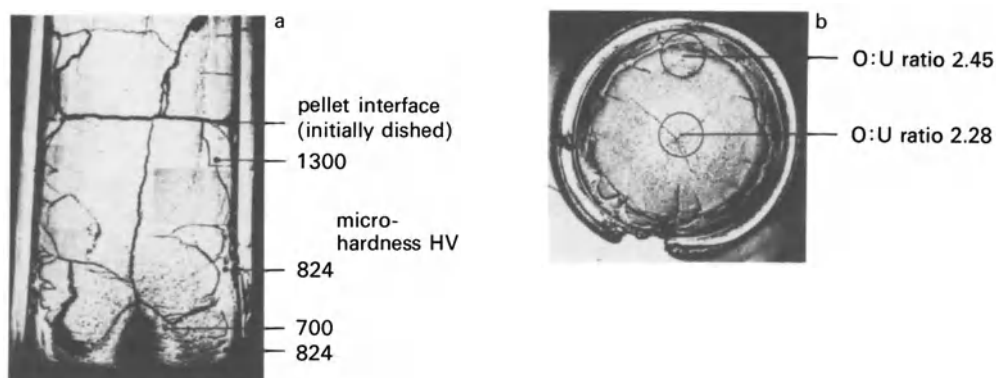 a
pellet interface
(initially dished)
1300
micro-
hardness HV
824
700
824
b
O:U ratio 2.45
O:U ratio 2.28